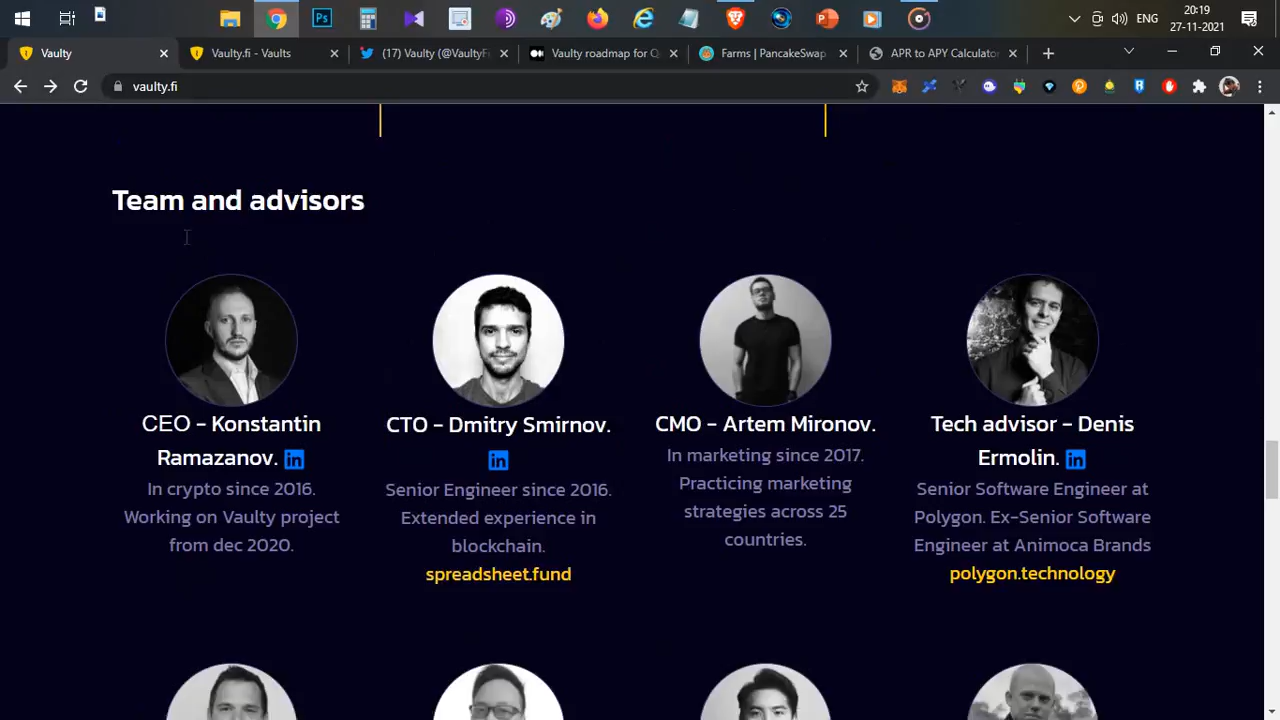 20:19
ENG
27-11-2021
Vaulty
Vaulty.fi - Vaults
(17) Vaulty (@VaultyF
Vaulty roadmap for Q
Farms | PancakeSwap
APR to APY Calculator
vaulty.fi
Team and advisors
CEO - Konstantin
Ramazanov.
In crypto since 2016.
Working on Vaulty project
from dec 2020.
CTO - Dmitry Smirnov.
Senior Engineer since 2016.
Extended experience in
blockchain.
spreadsheet.fund
CMO - Artem Mironov.
In marketing since 2017.
Practicing marketing
strategies across 25
countries.
Tech advisor - Denis
Ermolin.
Senior Software Engineer at
Polygon. Ex-Senior Software
Engineer at Animoca Brands
polygon.technology